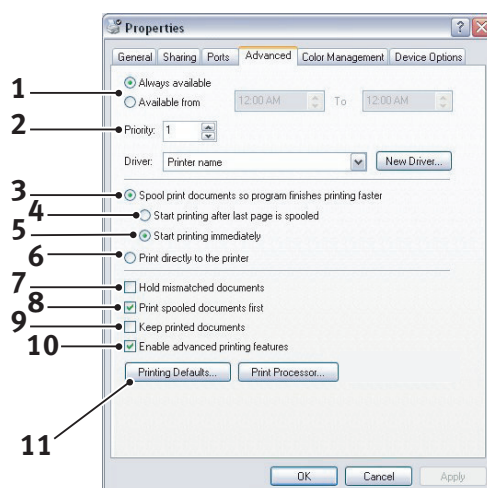 Properties
General Sharing Ports Advanced Color Management Device Options
1 Always available
Available from 12:00 AM To 12:00 AM
2 Priority: 1
Driver: Printer name New Driver...
3 Spool print documents so program finishes printing faster
4 Start printing after last page is spooled
5 Start printing immediately
6 Print directly to the printer
7 Hold mismatched documents
8 Print spooled documents first
9 Keep printed documents
10 Enable advanced printing features
Printing Defaults... Print Processor...
11
OK Cancel Apply